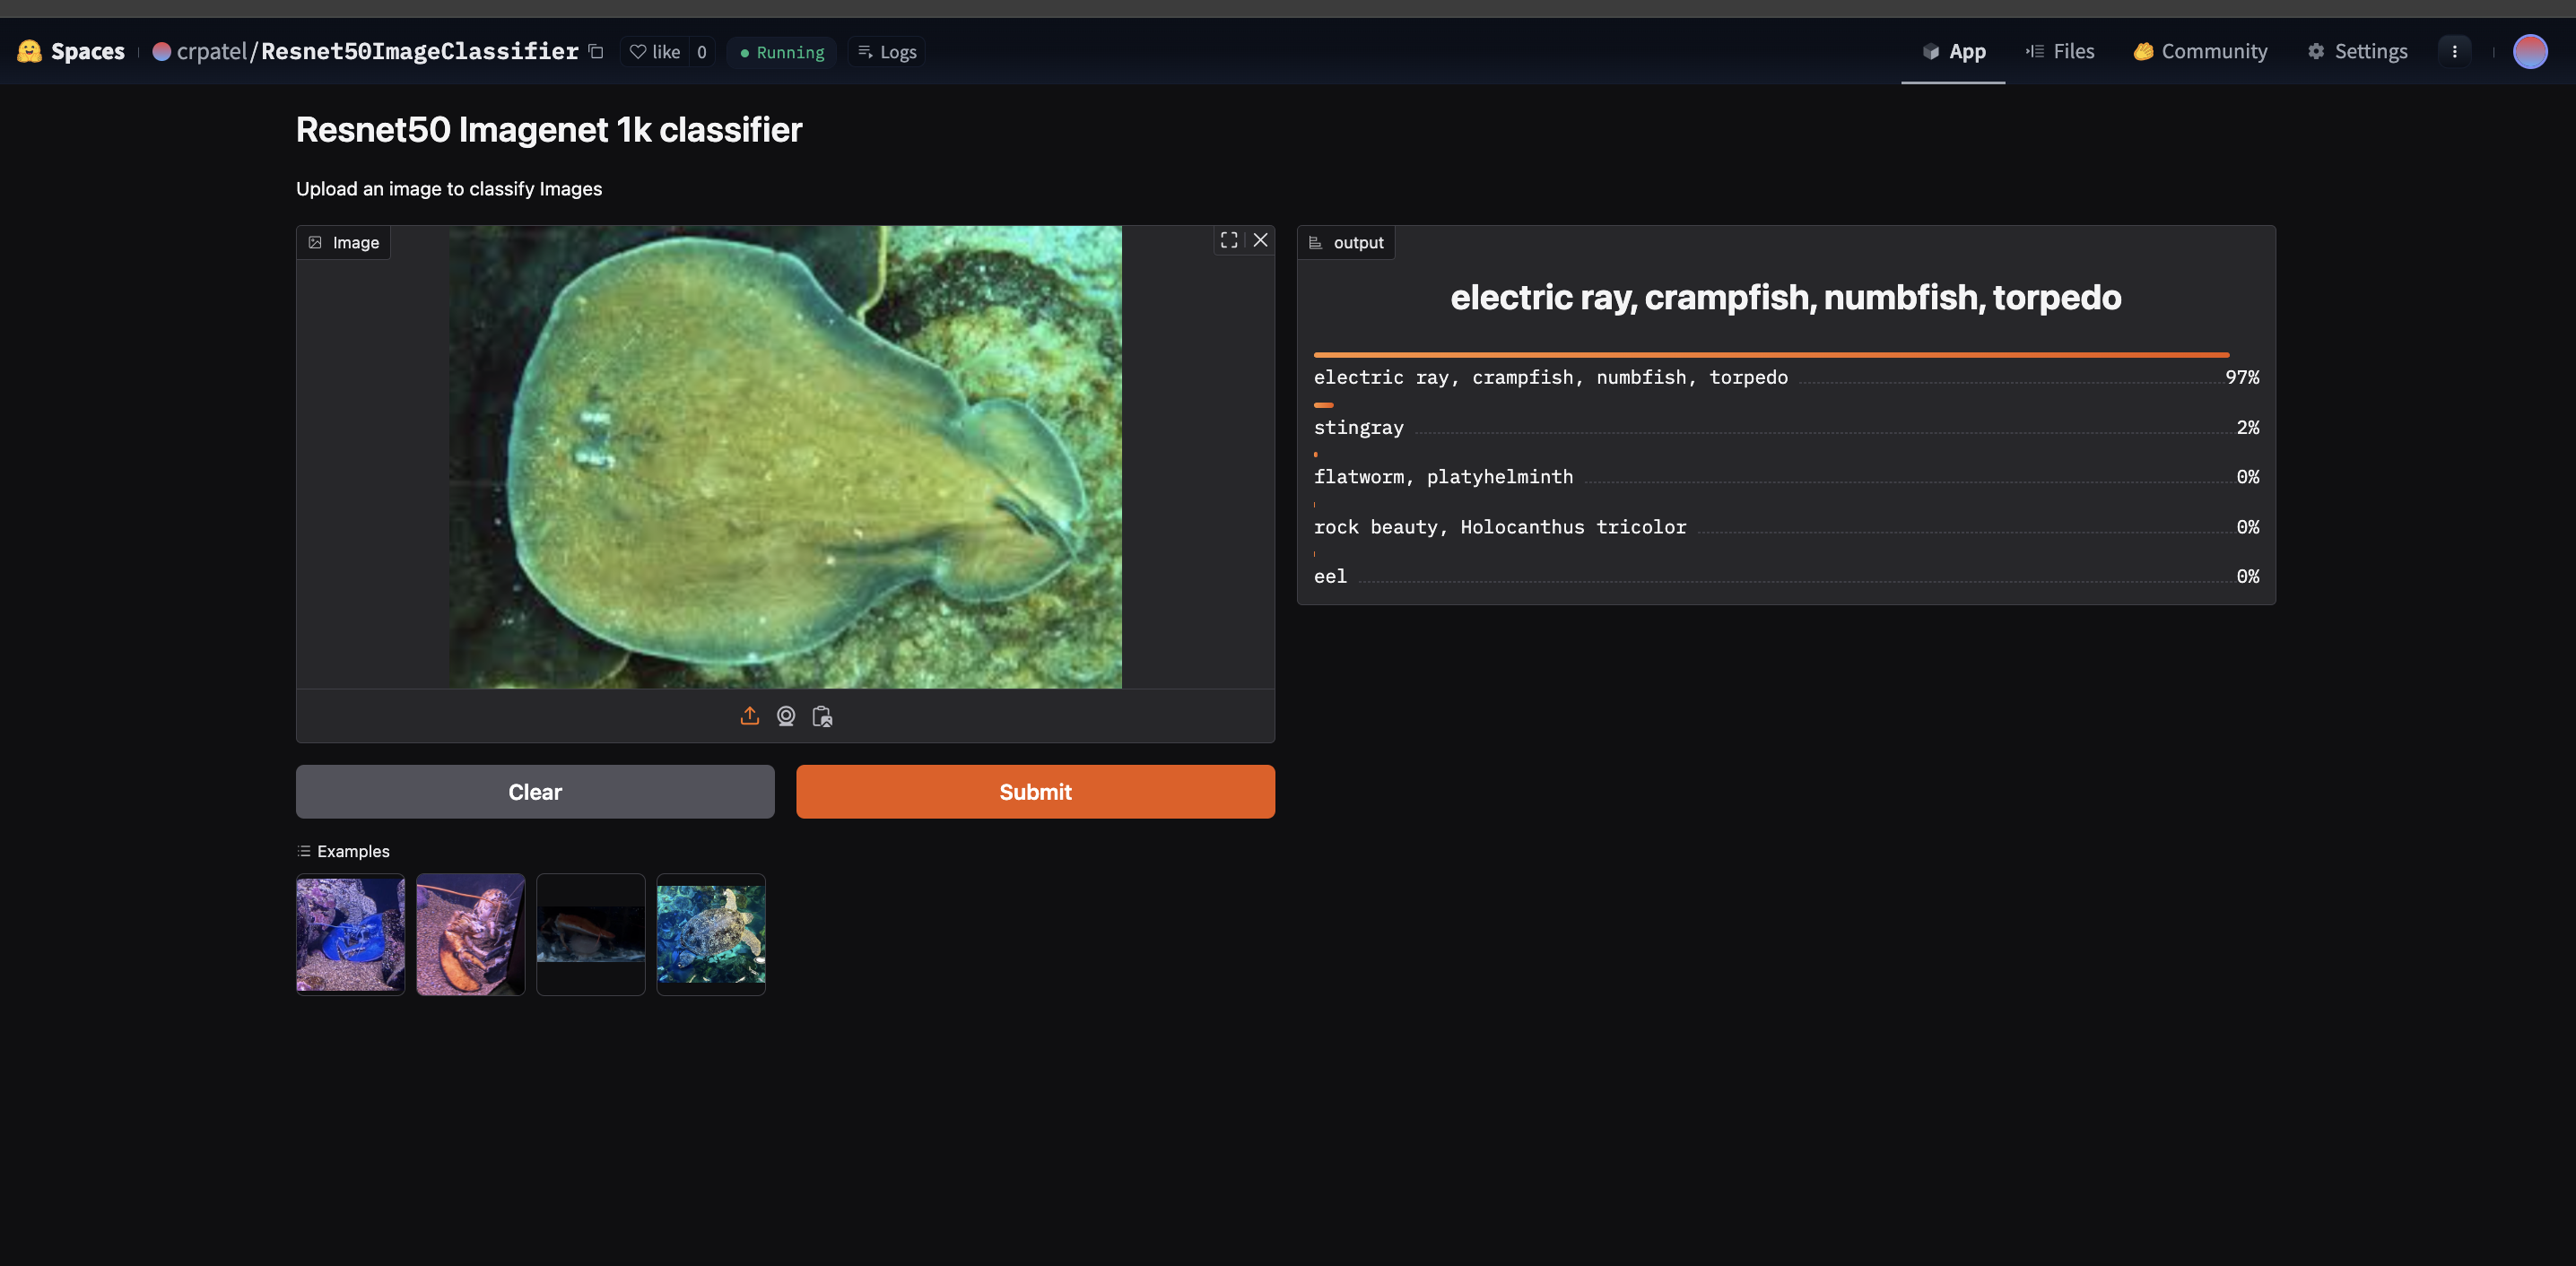 Spaces crpatel/Resnet50ImageClassifier like 0 Running Logs App Files Community Settings
Resnet50 Imagenet 1k classifier
Upload an image to classify Images
Image
output
electric ray, crampfish, numbfish, torpedo
electric ray, crampfish, numbfish, torpedo 97%
stingray 2%
flatworm, platyhelminth 0%
rock beauty, Holocanthus tricolor 0%
eel 0%
Clear Submit
Examples